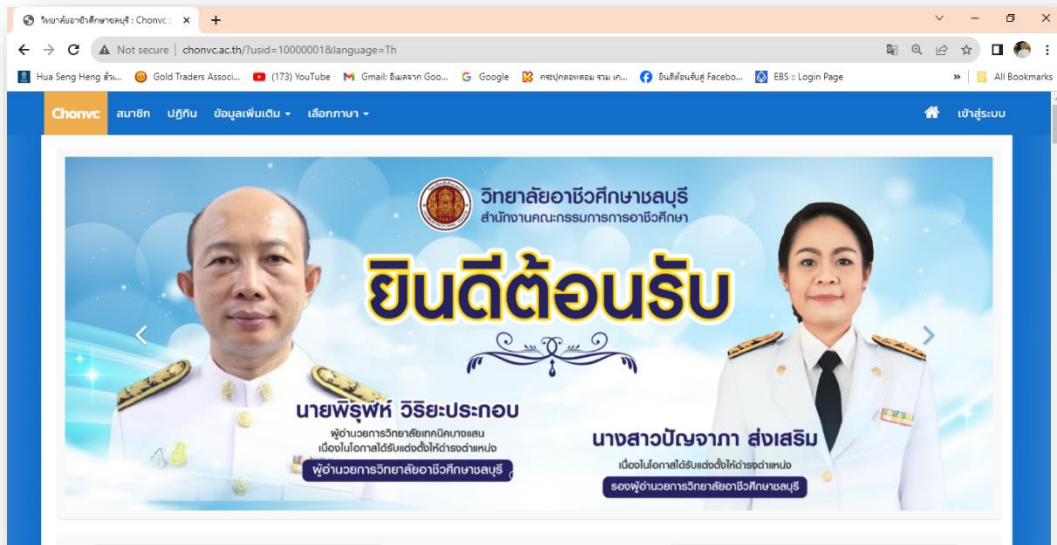 วิทยาลัยอาชีวศึกษาชลบุรี : Chonvc :
Not secure | chonvc.ac.th/?usid=10000001&language=Th
Hua Seng Heng
Gold Traders Associ...
(173) YouTube
Gmail: อีเมลจาก Goo...
Google
EBS :: Login Page
All Bookmarks
Chonvc สมาชิก ปฏิทิน ข้อมูลเพิ่มเติม เลือกภาษา เข้าสู่ระบบ
วิทยาลัยอาชีวศึกษาชลบุรี
สำนักงานคณะกรรมการการอาชีวศึกษา
ยินดีต้อนรับ
นายพิรุฬห์ วิริยะประกอบ
ผู้อำนวยการวิทยาลัยเทคนิคบางแสน
เนื่องในโอกาสได้รับแต่งตั้งให้ดำรงตำแหน่ง
ผู้อำนวยการวิทยาลัยอาชีวศึกษาชลบุรี
นางสาวปัญจาภา ส่งเสริม
เนื่องในโอกาสได้รับแต่งตั้งให้ดำรงตำแหน่ง
รองผู้อำนวยการวิทยาลัยอาชีวศึกษาชลบุรี